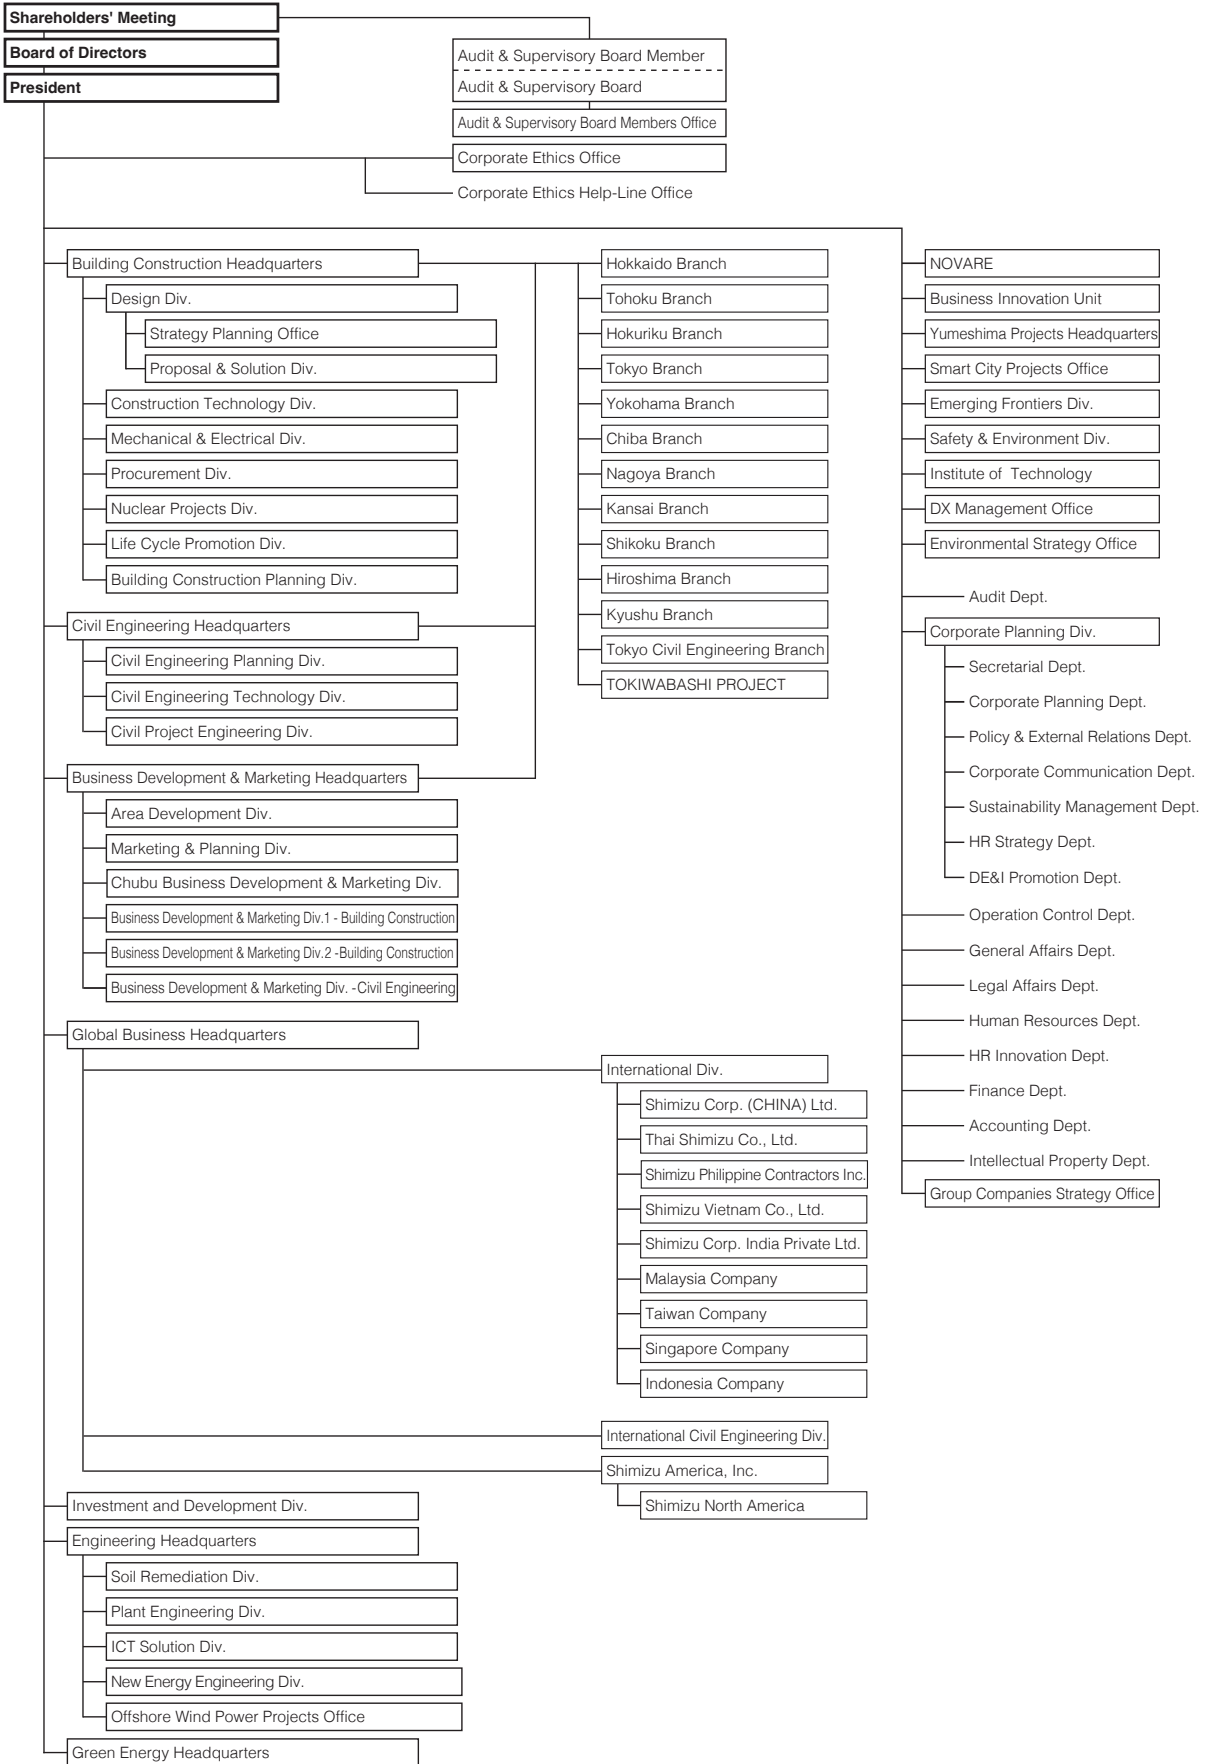 Shareholders' Meeting
Board of Directors
President
Audit & Supervisory Board Member
Audit & Supervisory Board
Audit & Supervisory Board Members Office
Corporate Ethics Office
Corporate Ethics Help-Line Office
Building Construction Headquarters
Design Div.
Strategy Planning Office
Proposal & Solution Div.
Construction Technology Div.
Mechanical & Electrical Div.
Procurement Div.
Nuclear Projects Div.
Life Cycle Promotion Div.
Building Construction Planning Div.
Civil Engineering Headquarters
Civil Engineering Planning Div.
Civil Engineering Technology Div.
Civil Project Engineering Div.
Business Development & Marketing Headquarters
Area Development Div.
Marketing & Planning Div.
Chubu Business Development & Marketing Div.
Business Development & Marketing Div.1 - Building Construction
Business Development & Marketing Div.2 -Building Construction
Business Development & Marketing Div. -Civil Engineering
Global Business Headquarters
Hokkaido Branch
Tohoku Branch
Hokuriku Branch
Tokyo Branch
Yokohama Branch
Chiba Branch
Nagoya Branch
Kansai Branch
Shikoku Branch
Hiroshima Branch
Kyushu Branch
Tokyo Civil Engineering Branch
TOKIWABASHI PROJECT
International Div.
Shimizu Corp. (CHINA) Ltd.
Thai Shimizu Co., Ltd.
Shimizu Philippine Contractors Inc.
Shimizu Vietnam Co., Ltd.
Shimizu Corp. India Private Ltd.
Malaysia Company
Taiwan Company
Singapore Company
Indonesia Company
International Civil Engineering Div.
Shimizu America, Inc.
Shimizu North America
Investment and Development Div.
Engineering Headquarters
Soil Remediation Div.
Plant Engineering Div.
ICT Solution Div.
New Energy Engineering Div.
Offshore Wind Power Projects Office
Green Energy Headquarters
NOVARE
Business Innovation Unit
Yumeshima Projects Headquarters
Smart City Projects Office
Emerging Frontiers Div.
Safety & Environment Div.
Institute of Technology
DX Management Office
Environmental Strategy Office
Audit Dept.
Corporate Planning Div.
Secretarial Dept.
Corporate Planning Dept.
Policy & External Relations Dept.
Corporate Communication Dept.
Sustainability Management Dept.
HR Strategy Dept.
DE&I Promotion Dept.
Operation Control Dept.
General Affairs Dept.
Legal Affairs Dept.
Human Resources Dept.
HR Innovation Dept.
Finance Dept.
Accounting Dept.
Intellectual Property Dept.
Group Companies Strategy Office